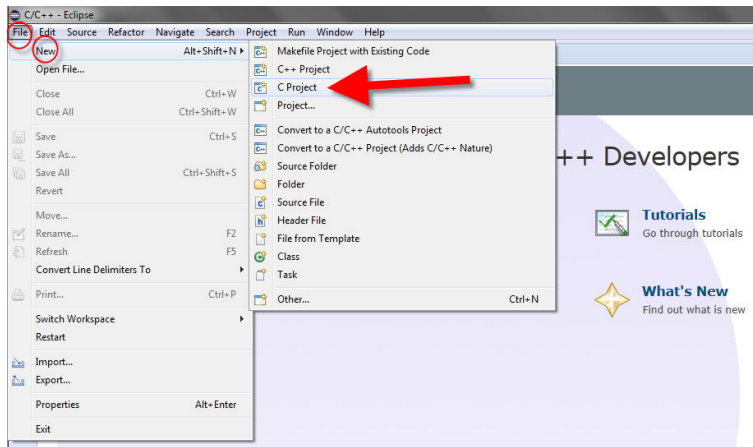 C/C++ - Eclipse
File Edit Source Refactor Navigate Search Project Run Window Help
New Alt+Shift+N
Open File...
Close Ctrl+W
Close All Ctrl+Shift+W
Save Ctrl+S
Save As...
Save All Ctrl+Shift+S
Revert
Move...
Rename... F2
Refresh F5
Convert Line Delimiters To
Print... Ctrl+P
Switch Workspace
Restart
Import...
Export...
Properties Alt+Enter
Exit
Makefile Project with Existing Code
C++ Project
C Project
Project...
Convert to a C/C++ Autotools Project
Convert to a C/C++ Project (Adds C/C++ Nature)
Source Folder
Folder
Source File
Header File
File from Template
Class
Task
Other... Ctrl+N
++ Developers
Tutorials
Go through tutorials
What's New
Find out what is new